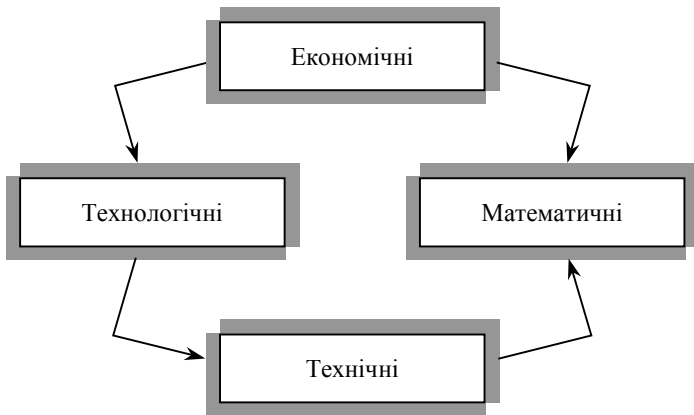 Економічні
Технологічні
Математичні
Технічні